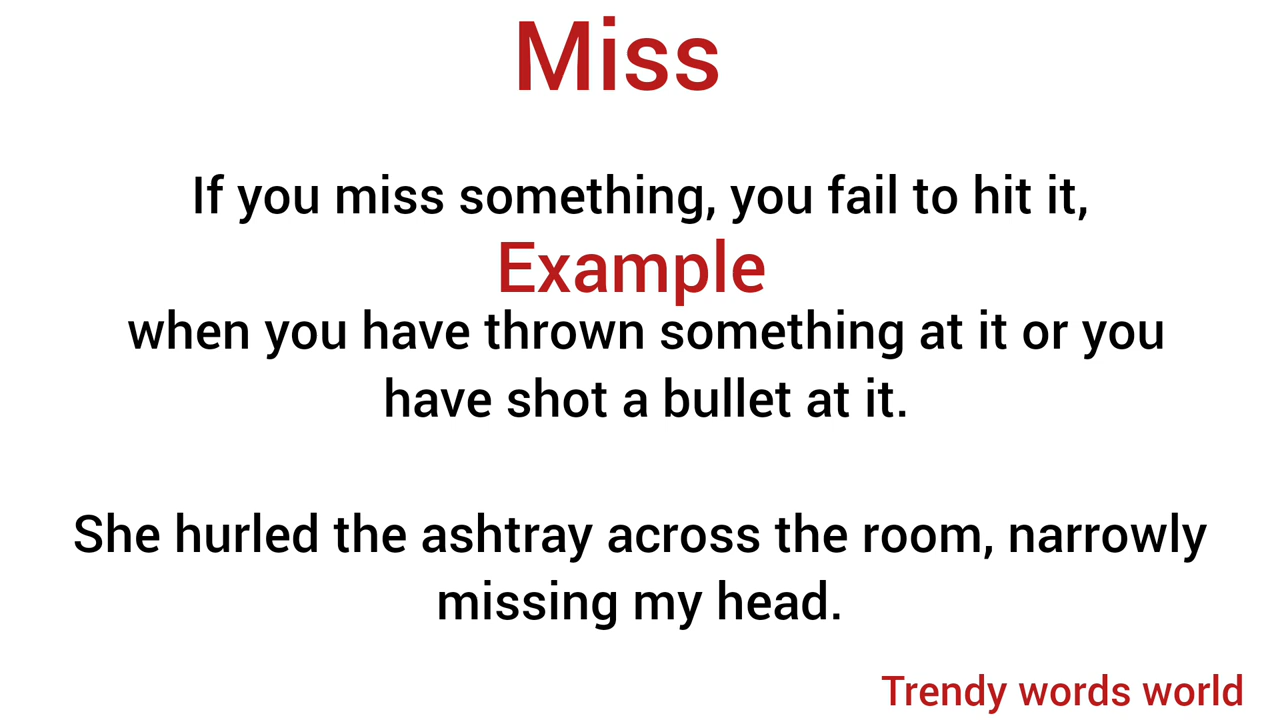 Miss
If you miss something, you fail to hit it,
Example
when you have thrown something at it or you
have shot a bullet at it.
She hurled the ashtray across the room, narrowly
missing my head.
Trendy words world